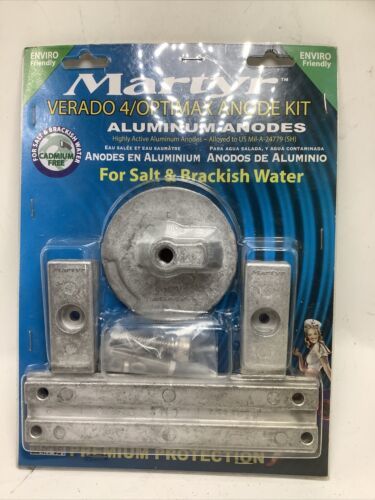 ENVIRO
Friendly
ENVIRO
Friendly
Martyr™
VERADO 4/OPTIMAX ANODE KIT
ALUMINUM ANODES
Highly Active Aluminum Anodes – Alloyed to US Mil-A-24779 (SH)
EAU SALÉE ET EAU SAUMÂTRE
PARA AGUA SALADA, Y AGUA CONTAMINADA
ANODES EN ALUMINIUM
ANODOS DE ALUMINIO
FOR SALT & BRACKISH WATER
CADMIUM
FREE
For Salt & Brackish Water
Martyr
Martyr
PREMIUM PROTECTION